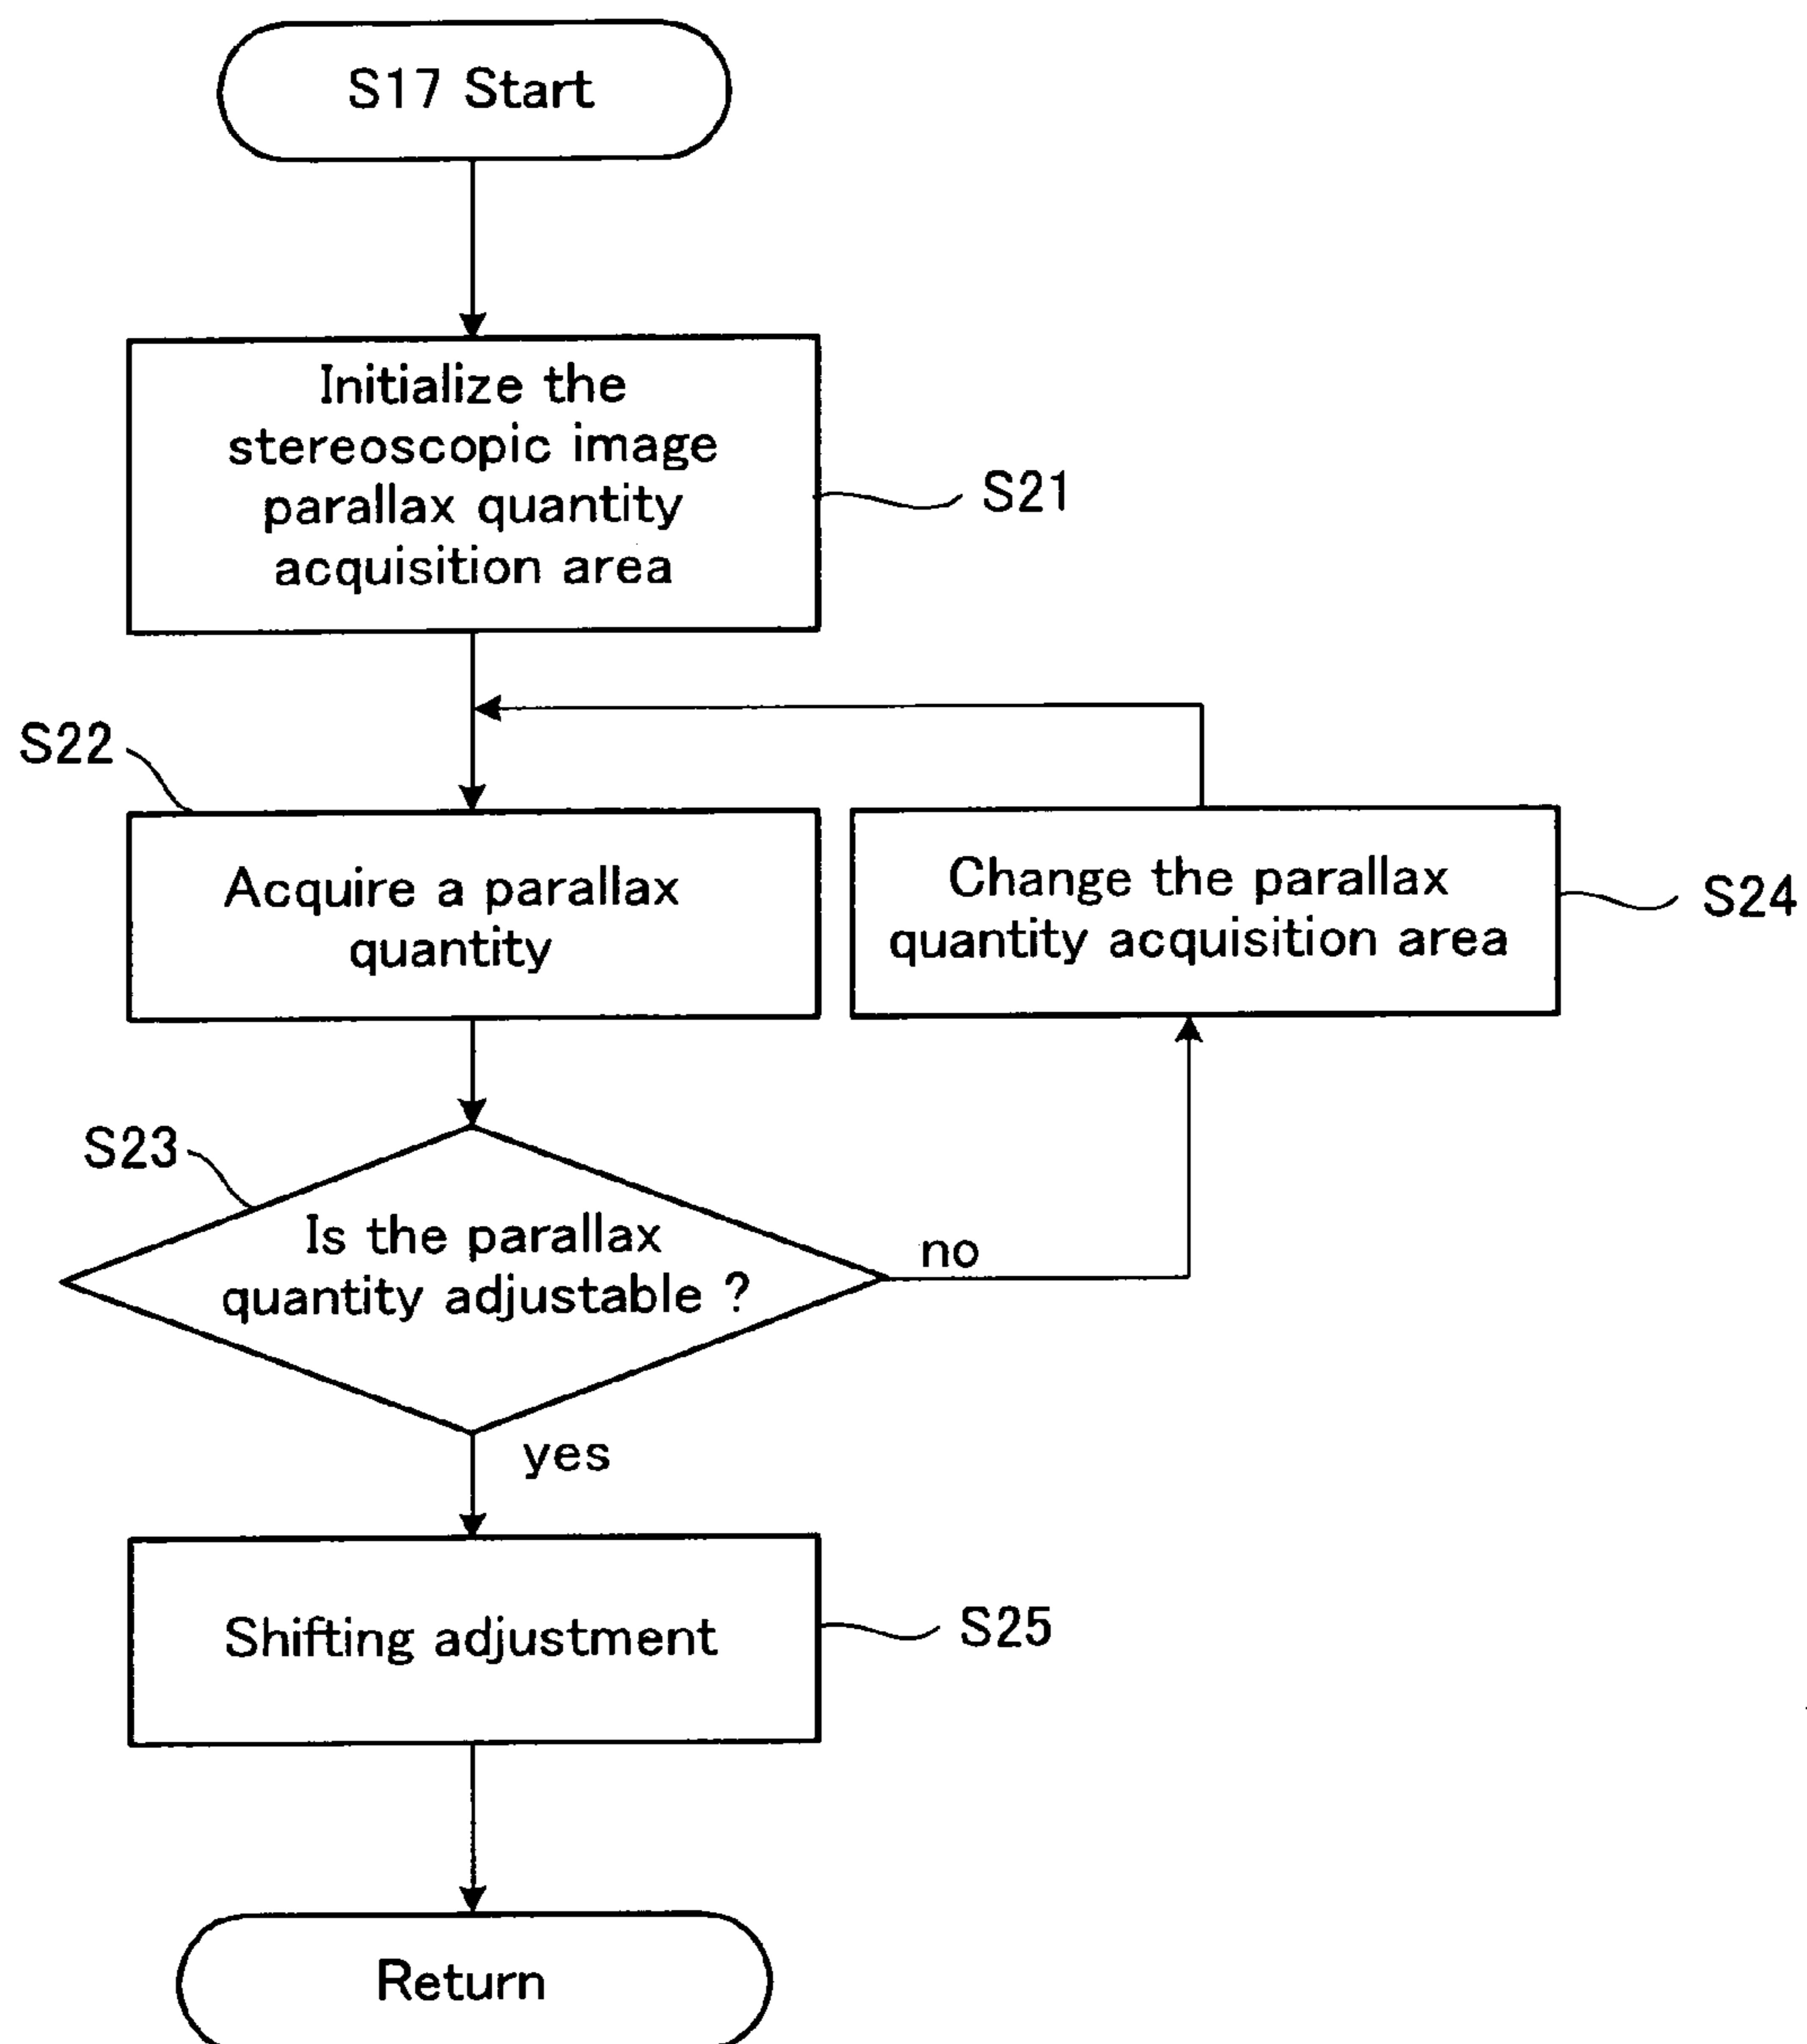 S17 Start
Initialize the
stereoscopic image
parallax quantity
acquisition area
S21
S22
Acquire a parallax
quantity
Change the parallax
quantity acquisition area
S24
S23
Is the parallax
quantity adjustable ?
no
yes
Shifting adjustment
S25
Return